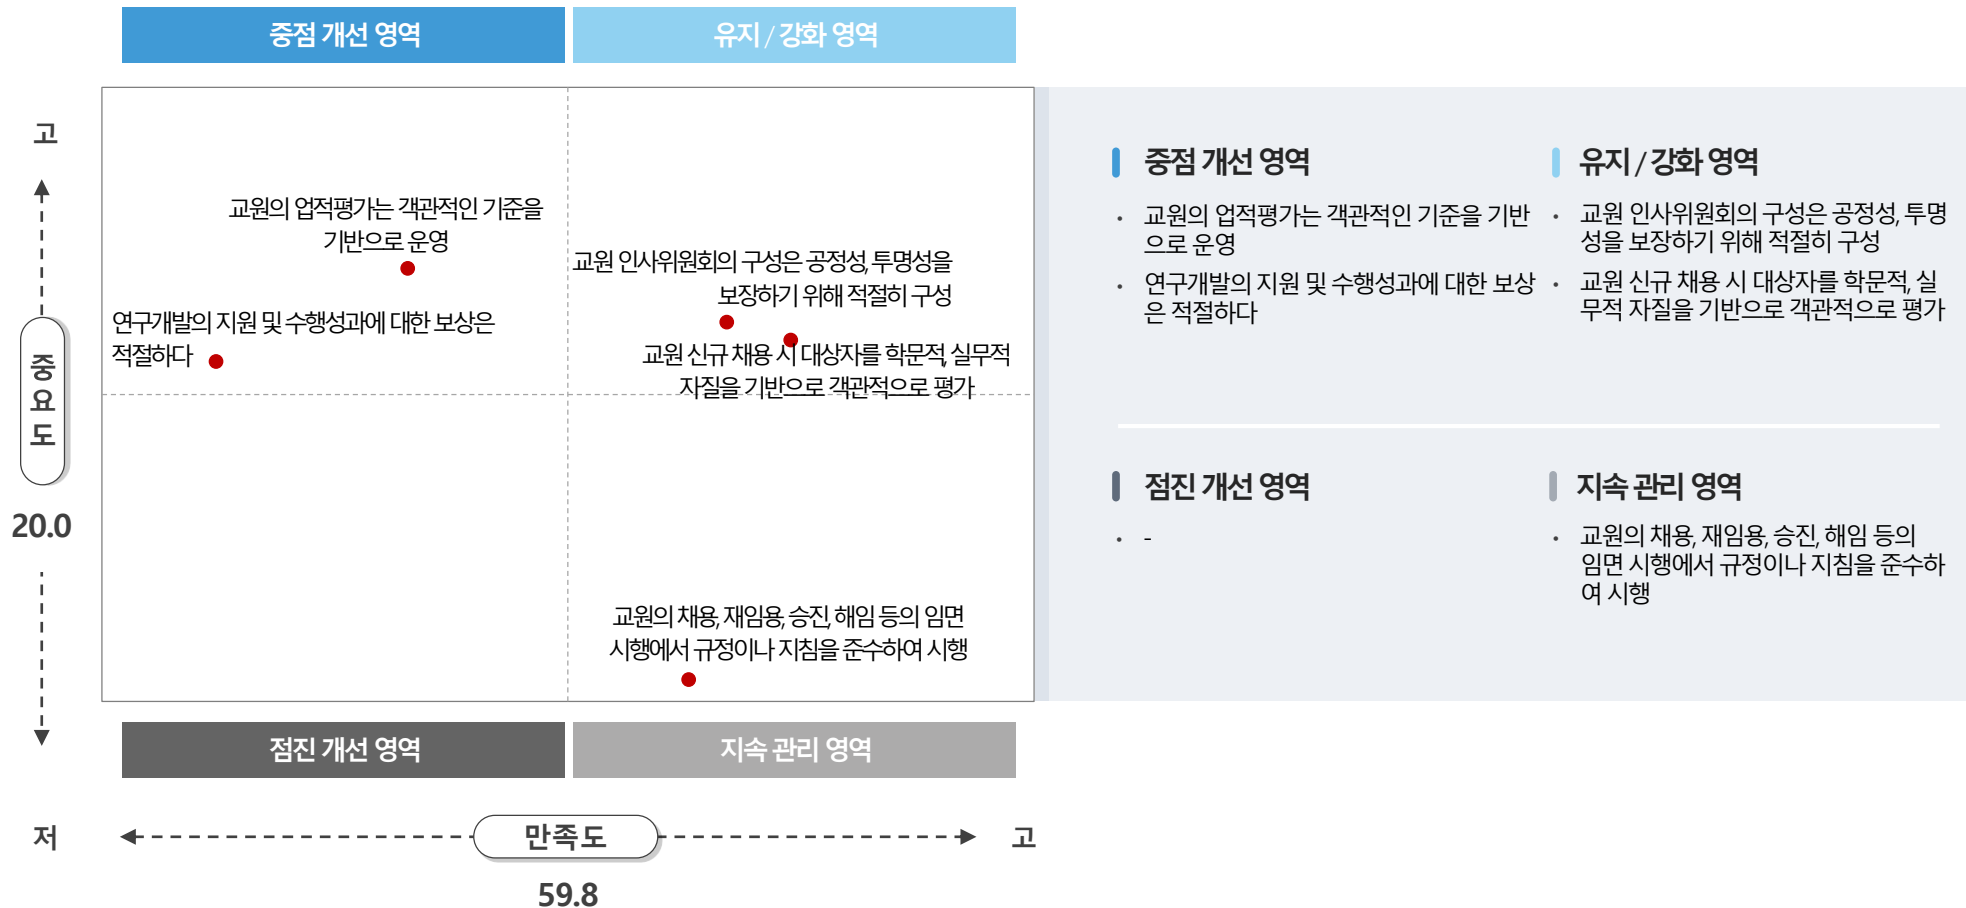 중점 개선 영역
유지 / 강화 영역
고
중요도
20.0
저
교원의 업적평가는 객관적인 기준을
기반으로 운영
연구개발의 지원 및 수행성과에 대한 보상은
적절하다
교원 인사위원회의 구성은 공정성, 투명성을
보장하기 위해 적절히 구성
교원 신규 채용 시 대상자를 학문적, 실무적
자질을 기반으로 객관적으로 평가
교원의 채용, 재임용, 승진, 해임 등의 임면
시행에서 규정이나 지침을 준수하여 시행
점진 개선 영역
지속 관리 영역
만족도
고
59.8
중점 개선 영역
• 교원의 업적평가는 객관적인 기준을 기반
으로 운영
• 연구개발의 지원 및 수행성과에 대한 보상
은 적절하다
유지 / 강화 영역
• 교원 인사위원회의 구성은 공정성, 투명
성을 보장하기 위해 적절히 구성
• 교원 신규 채용 시 대상자를 학문적, 실
무적 자질을 기반으로 객관적으로 평가
점진 개선 영역
• -
지속 관리 영역
• 교원의 채용, 재임용, 승진, 해임 등의
임면 시행에서 규정이나 지침을 준수하
여 시행